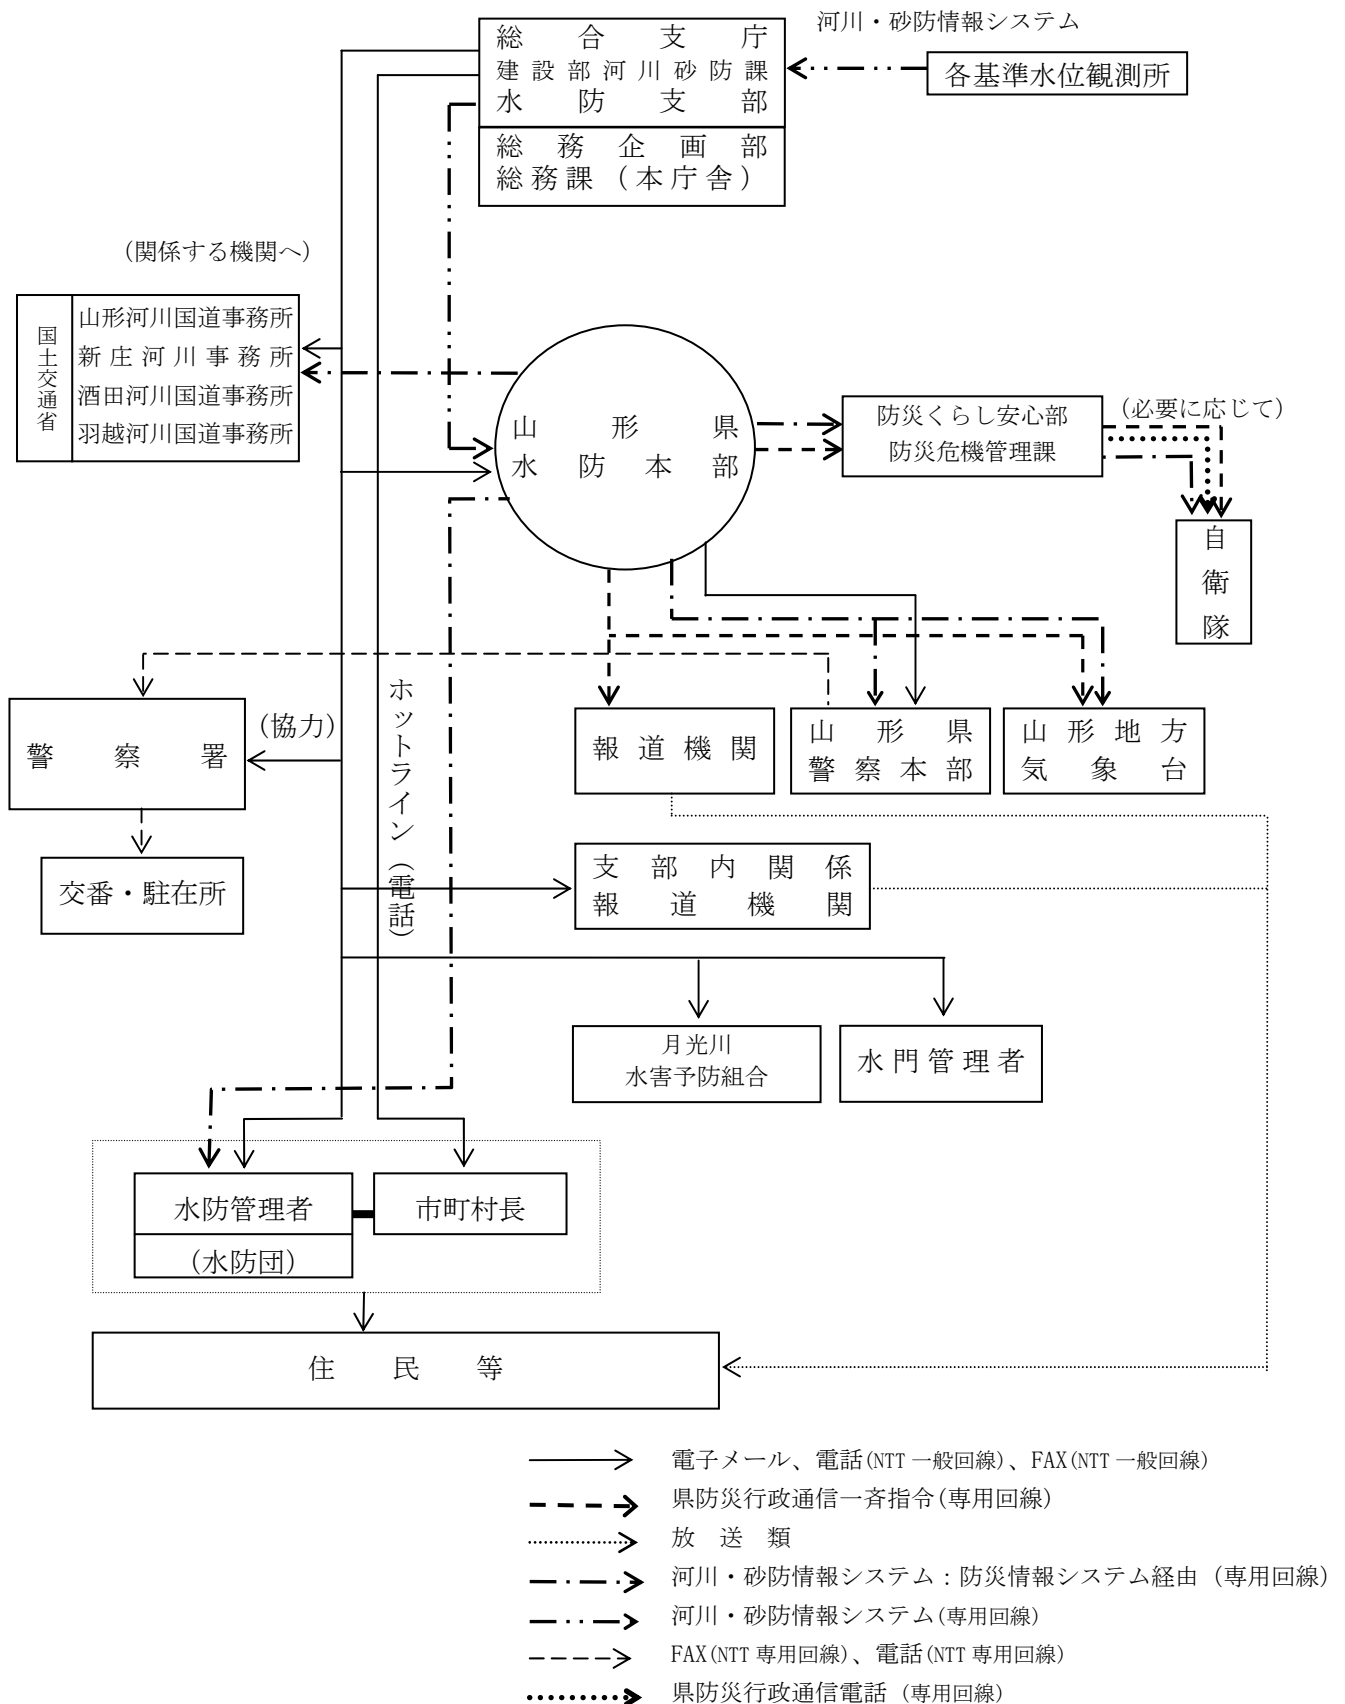 河川・砂防情報システム
総合支庁
建設部河川砂防課
水防支部
総務企画部
総務課(本庁舎)
各基準水位観測所
(関係する機関へ)
国土交通省
山形河川国道事務所
新庄河川事務所
酒田河川国道事務所
羽越河川国道事務所
山形県
水防本部
防災くらし安心部
防災危機管理課
(必要に応じて)
自衛隊
ホットライン(電話)
警察署
(協力)
交番・駐在所
報道機関
山形県
警察本部
山形地方
気象台
支部内関係
報道機関
月光川
水害予防組合
水門管理者
水防管理者
(水防団)
市町村長
住民等
電子メール、電話(NTT一般回線)、FAX(NTT一般回線)
県防災行政通信一斉指令(専用回線)
放送類
河川・砂防情報システム:防災情報システム経由(専用回線)
河川・砂防情報システム(専用回線)
FAX(NTT専用回線)、電話(NTT専用回線)
県防災行政通信電話(専用回線)